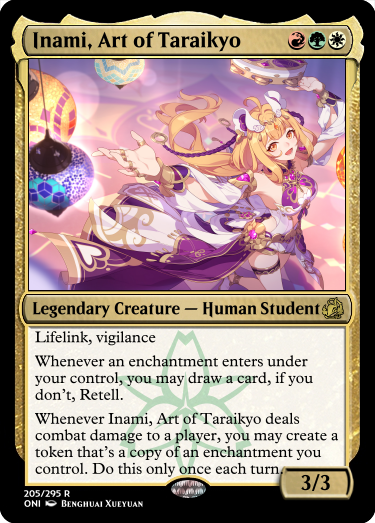 Inami, Art of Taraikyo
Legendary Creature — Human Student
Lifelink, vigilance
Whenever an enchantment enters under
your control, you may draw a card, if you
don't, Retell.
Whenever Inami, Art of Taraikyo deals
combat damage to a player, you may create a
token that's a copy of an enchantment you
control. Do this only once each turn.
3/3
205/295 R
ONI Benghuai Xueyuan